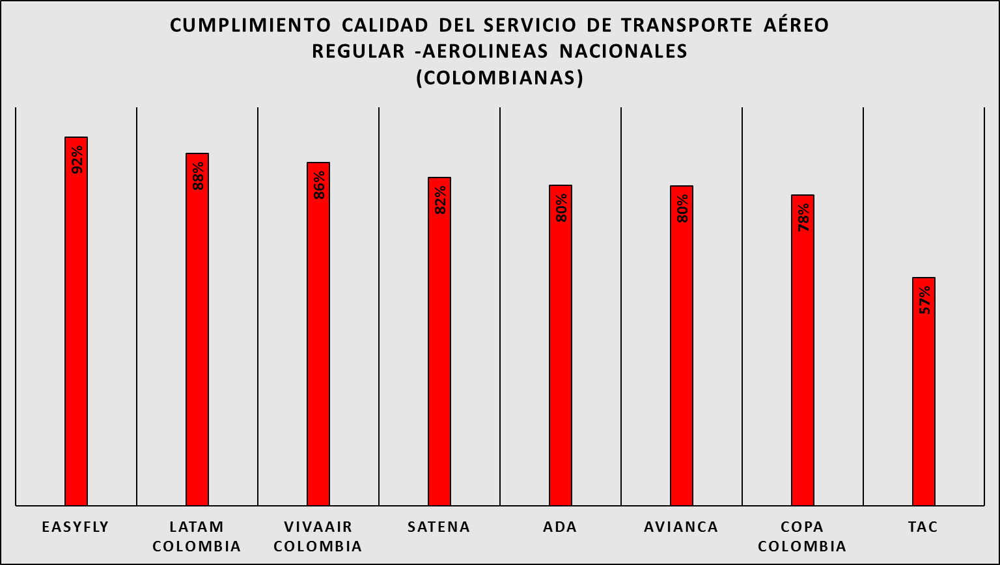 CUMPLIMIENTO CALIDAD DEL SERVICIO DE TRANSPORTE AÉREO
REGULAR -AEROLINEAS NACIONALES
(COLOMBIANAS)
92%
88%
86%
82%
80%
80%
78%
57%
EASYFLY
LATAM
COLOMBIA
VIVAAIR
COLOMBIA
SATENA
ADA
AVIANCA
COPA
COLOMBIA
TAC